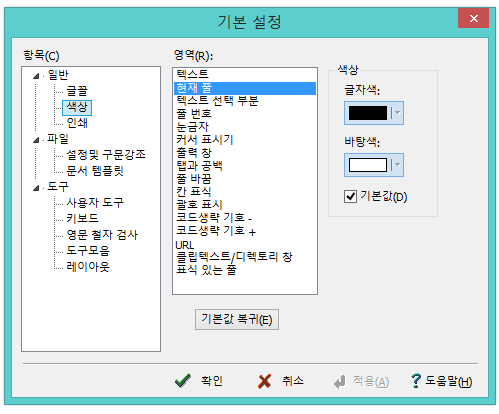 기본 설정
항목(C)
일반
글꼴
색상
인쇄
파일
설정및 구문강조
문서 템플릿
도구
사용자 도구
키보드
영문 철자 검사
도구모음
레이아웃
영역(R):
텍스트
현재 줄
텍스트 선택 부분
줄 번호
눈금자
커서 표시기
출력 창
탭과 공백
줄 바꿈
칸 표식
괄호 표시
코드생략 기호 -
코드생략 기호 +
URL
클립텍스트/디렉토리 창
표식 있는 줄
기본값 복귀(E)
색상
글자색:
바탕색:
기본값(D)
확인
취소
적용(A)
도움말(H)